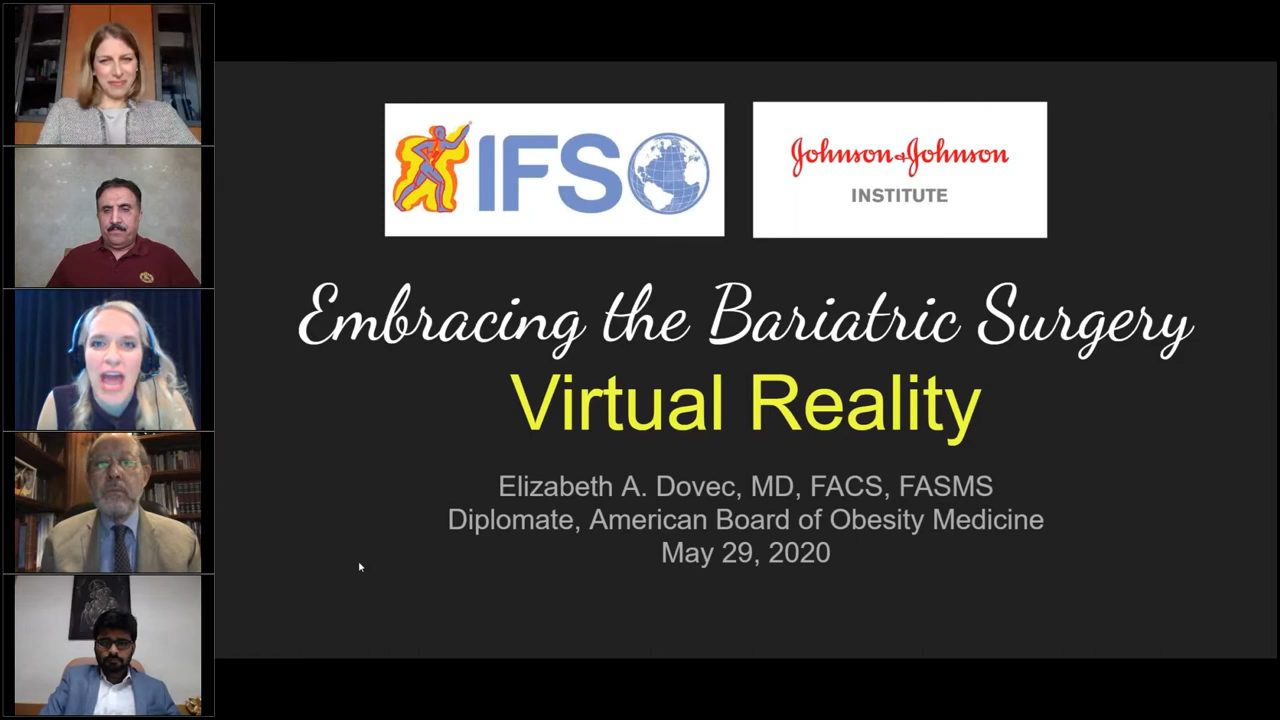 IFSO
Johnson & Johnson
INSTITUTE
Embracing the Bariatric Surgery
Virtual Reality
Elizabeth A. Dovec, MD, FACS, FASMS
Diplomate, American Board of Obesity Medicine
May 29, 2020